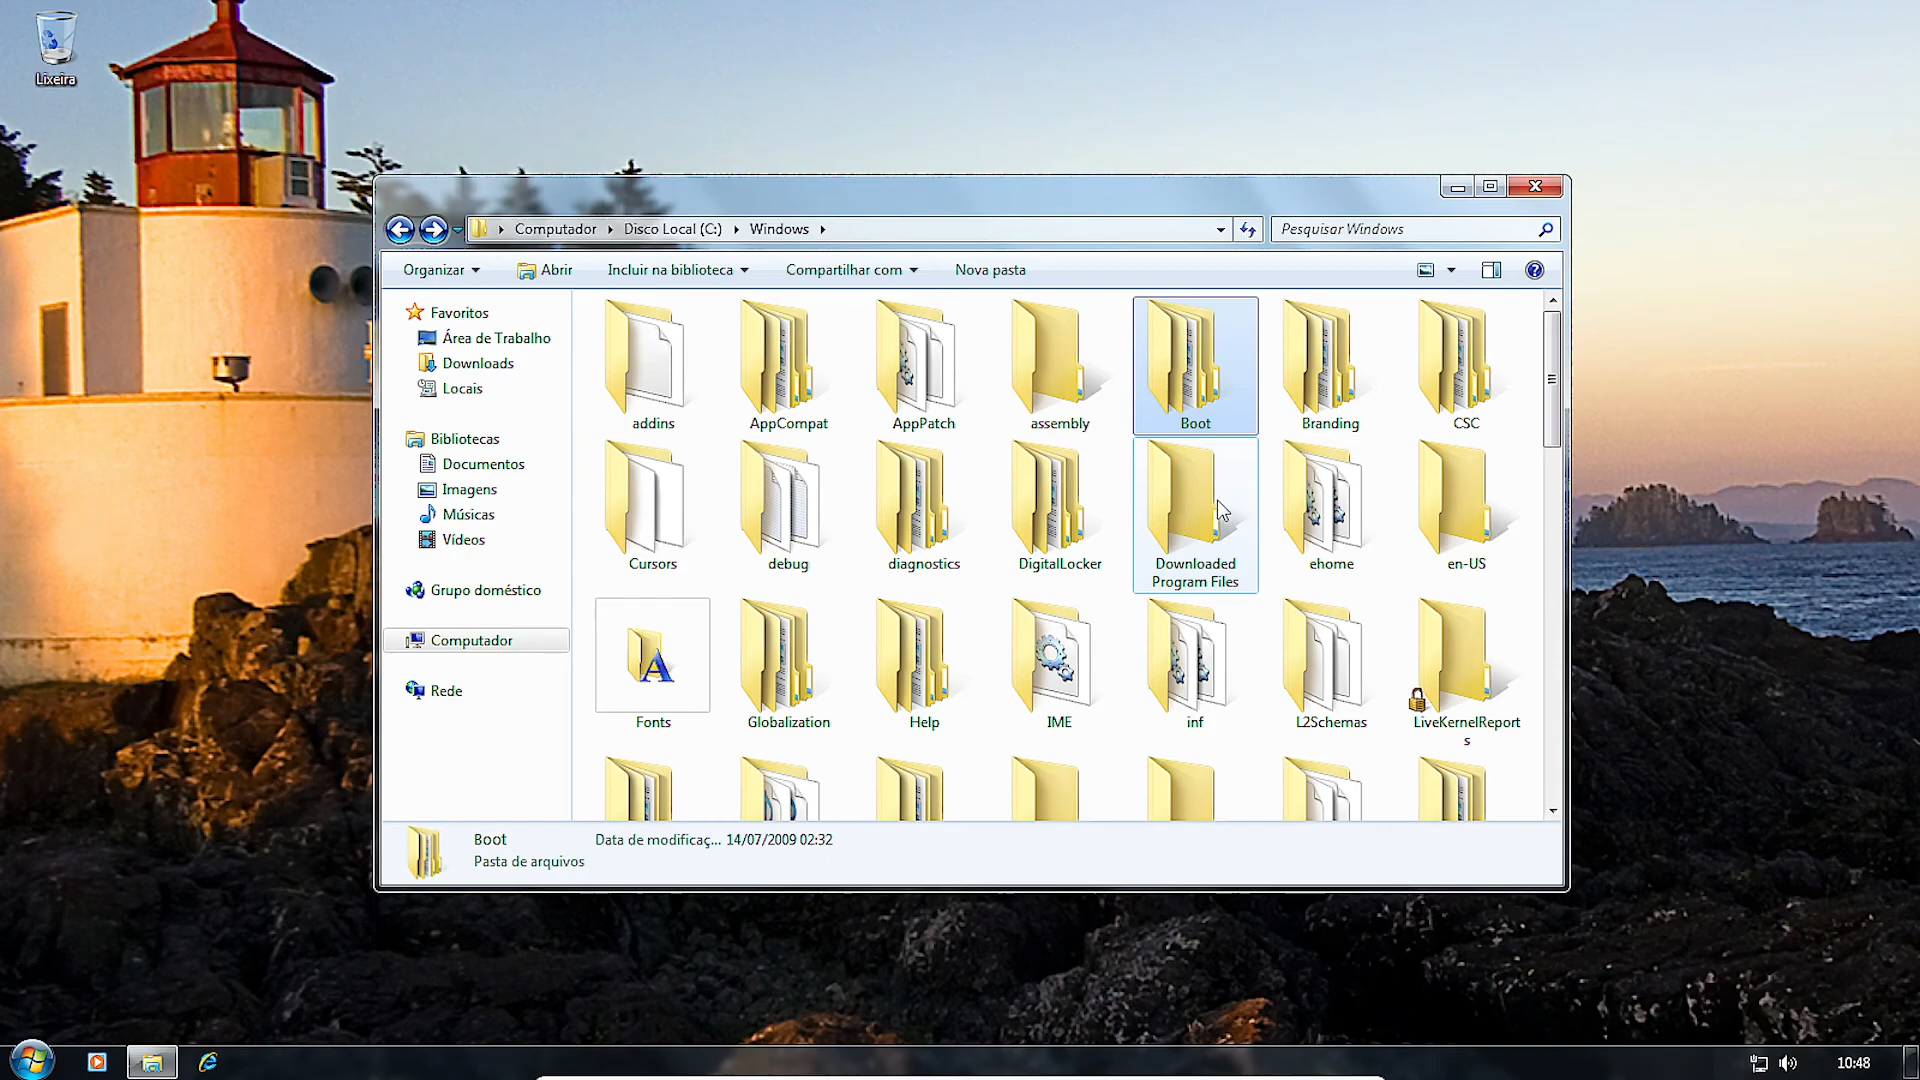 Lixeira
Computador
Disco Local (C:)
Windows
Pesquisar Windows
Organizar
Abrir
Incluir na biblioteca
Compartilhar com
Nova pasta
Favoritos
Área de Trabalho
Downloads
Locais
Bibliotecas
Documentos
Imagens
Músicas
Vídeos
Grupo doméstico
Computador
Rede
addins
AppCompat
AppPatch
assembly
Boot
Branding
CSC
Cursors
debug
diagnostics
DigitalLocker
Downloaded
Program Files
ehome
en-US
Fonts
Globalization
Help
IME
inf
L2Schemas
LiveKernelReport
s
Boot
Data de modificaç... 14/07/2009 02:32
Pasta de arquivos
10:48